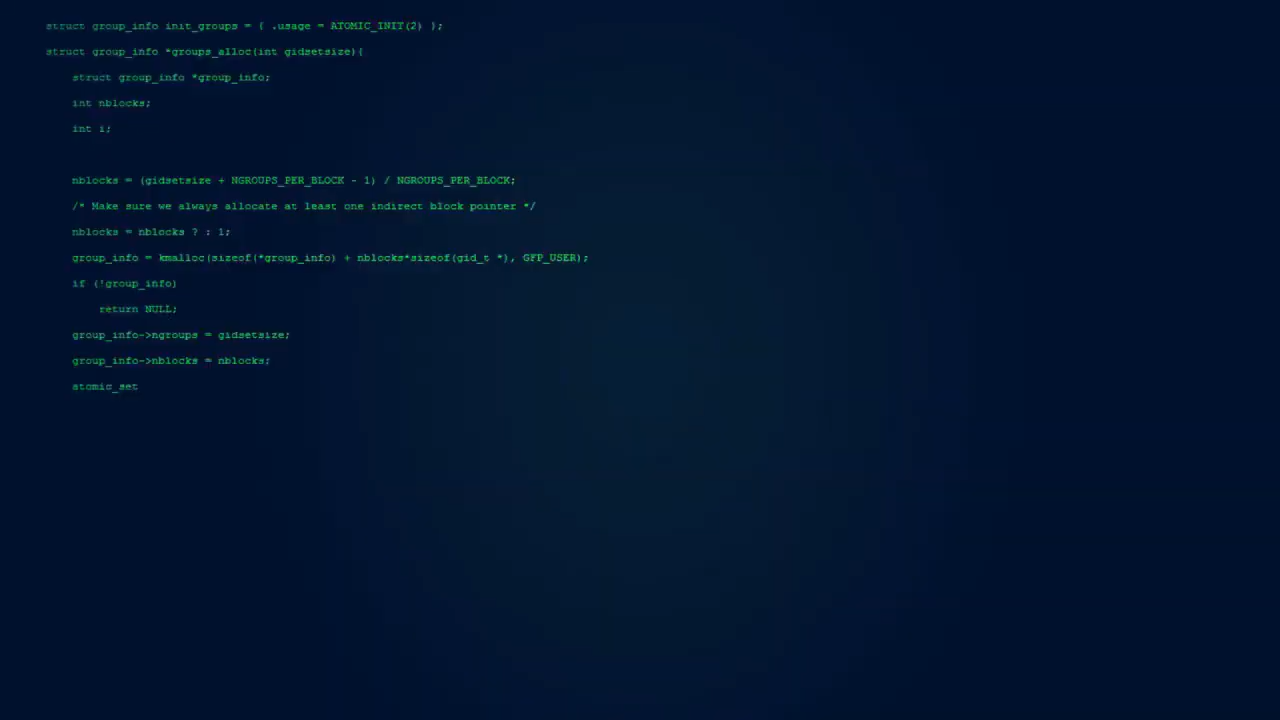 struct group_info init_groups = { .usage = ATOMIC_INIT(2) };
struct group_info *groups_alloc(int gidsetsize){
struct group_info *group_info;
int nblocks;
int i;
nblocks = (gidsetsize + NGROUPS_PER_BLOCK - 1) / NGROUPS_PER_BLOCK;
/* Make sure we always allocate at least one indirect block pointer */
nblocks = nblocks ? : 1;
group_info = kmalloc(sizeof(*group_info) + nblocks*sizeof(gid_t *), GFP_USER);
if (!group_info)
return NULL;
group_info->ngroups = gidsetsize;
group_info->nblocks = nblocks;
atomic_set